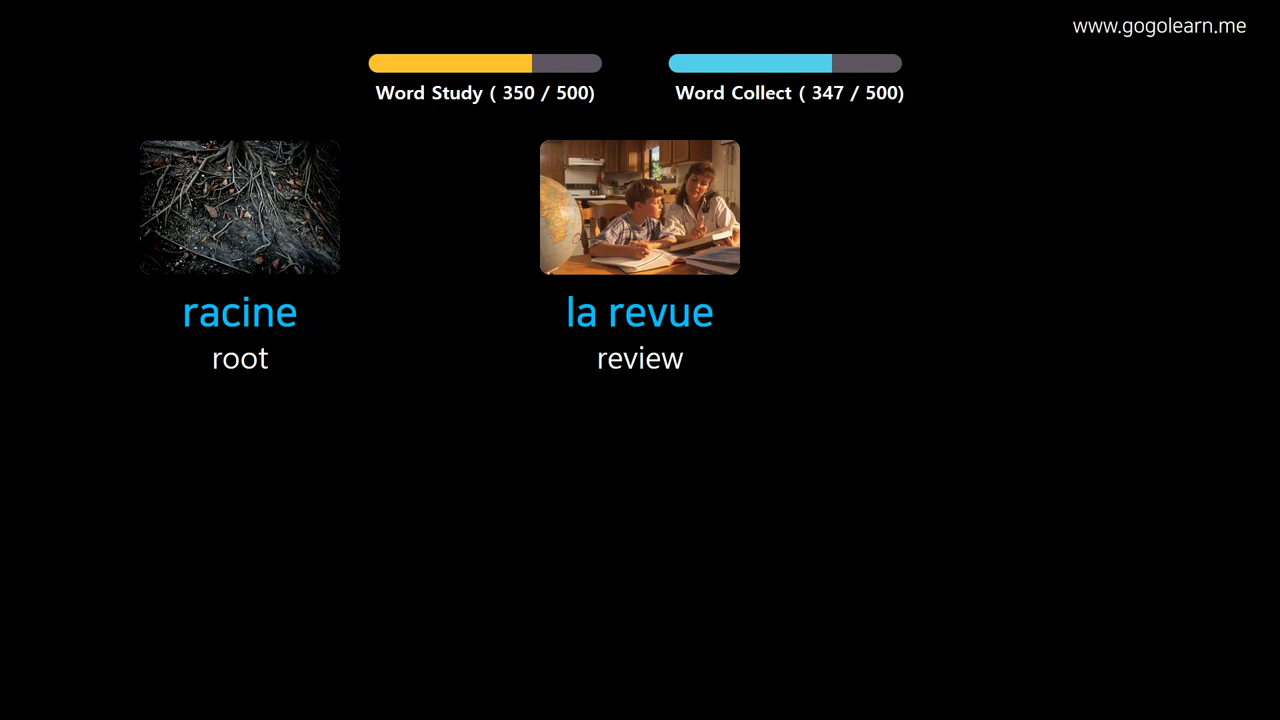 www.gogolearn.me
Word Study ( 350 / 500)
Word Collect ( 347 / 500)
racine
root
la revue
review